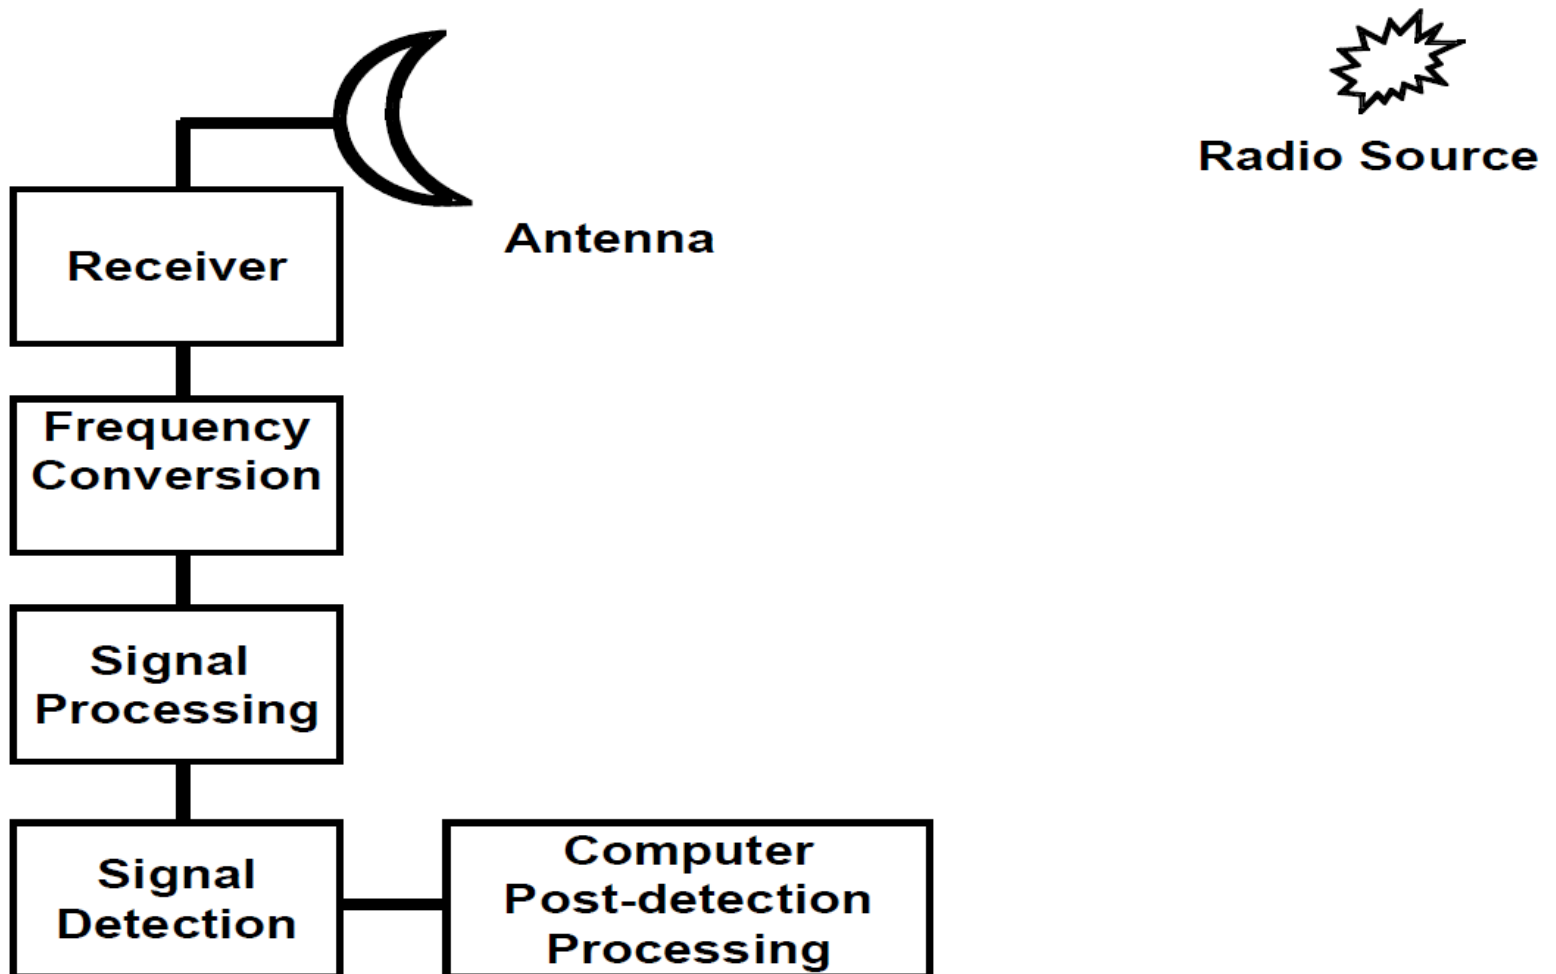 Radio Source
Antenna
Receiver
Frequency
Conversion
Signal
Processing
Signal
Detection
Computer
Post-detection
Processing